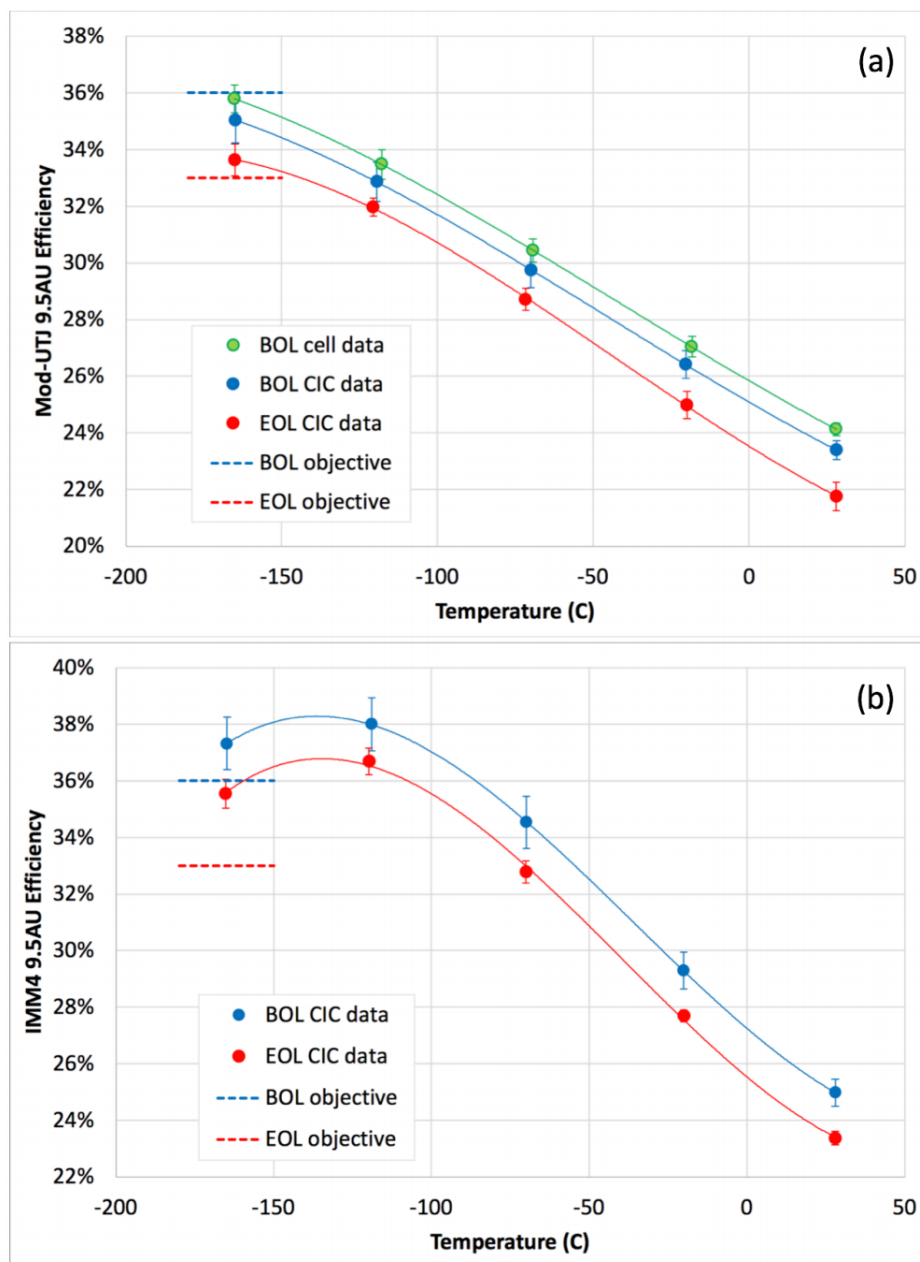 (a)
38%
36%
34%
32%
30%
28%
26%
24%
22%
20%
Mod-UTJ 9.5AU Efficiency
BOL cell data
BOL CIC data
EOL CIC data
BOL objective
EOL objective
-200 -150 -100 -50 0 50
Temperature (C)
(b)
40%
38%
36%
34%
32%
30%
28%
26%
24%
22%
IMM4 9.5AU Efficiency
BOL CIC data
EOL CIC data
BOL objective
EOL objective
-200 -150 -100 -50 0 50
Temperature (C)